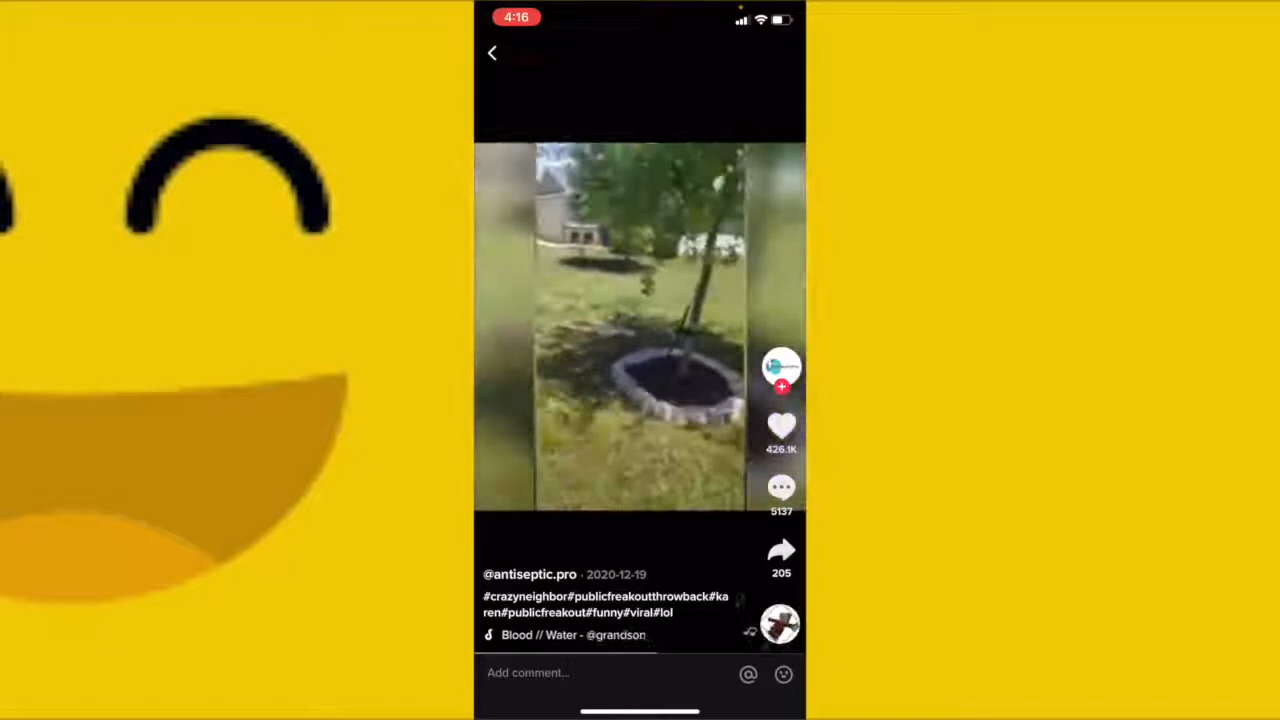 4:16
426.1K
5137
205
@antiseptic.pro · 2020-12-19
#crazyneighbor#publicfreakoutthrowback#ka
ren#publicfreakout#funny#viral#lol
Blood // Water - @grandson
Add comment...